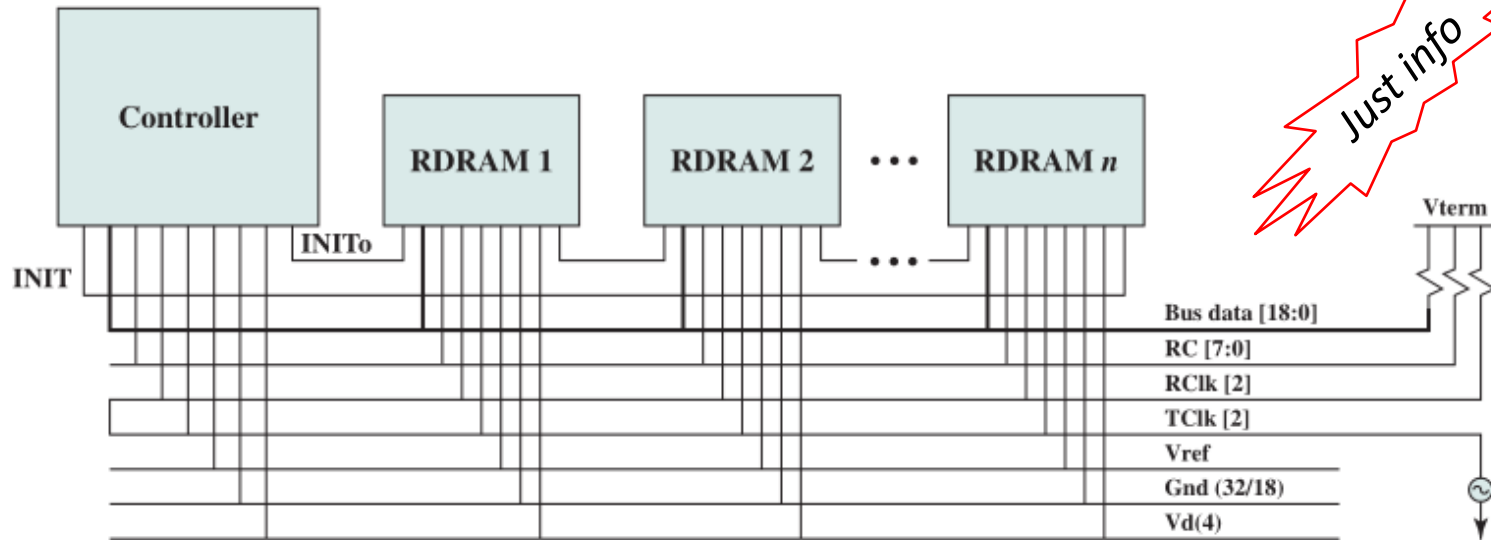 Just info
Controller
RDRAM 1
RDRAM 2
•••
RDRAM n
Vterm
INITo
•••
INIT
Bus data [18:0]
RC [7:0]
RClk [2]
TClk [2]
Vref
Gnd (32/18)
Vd(4)